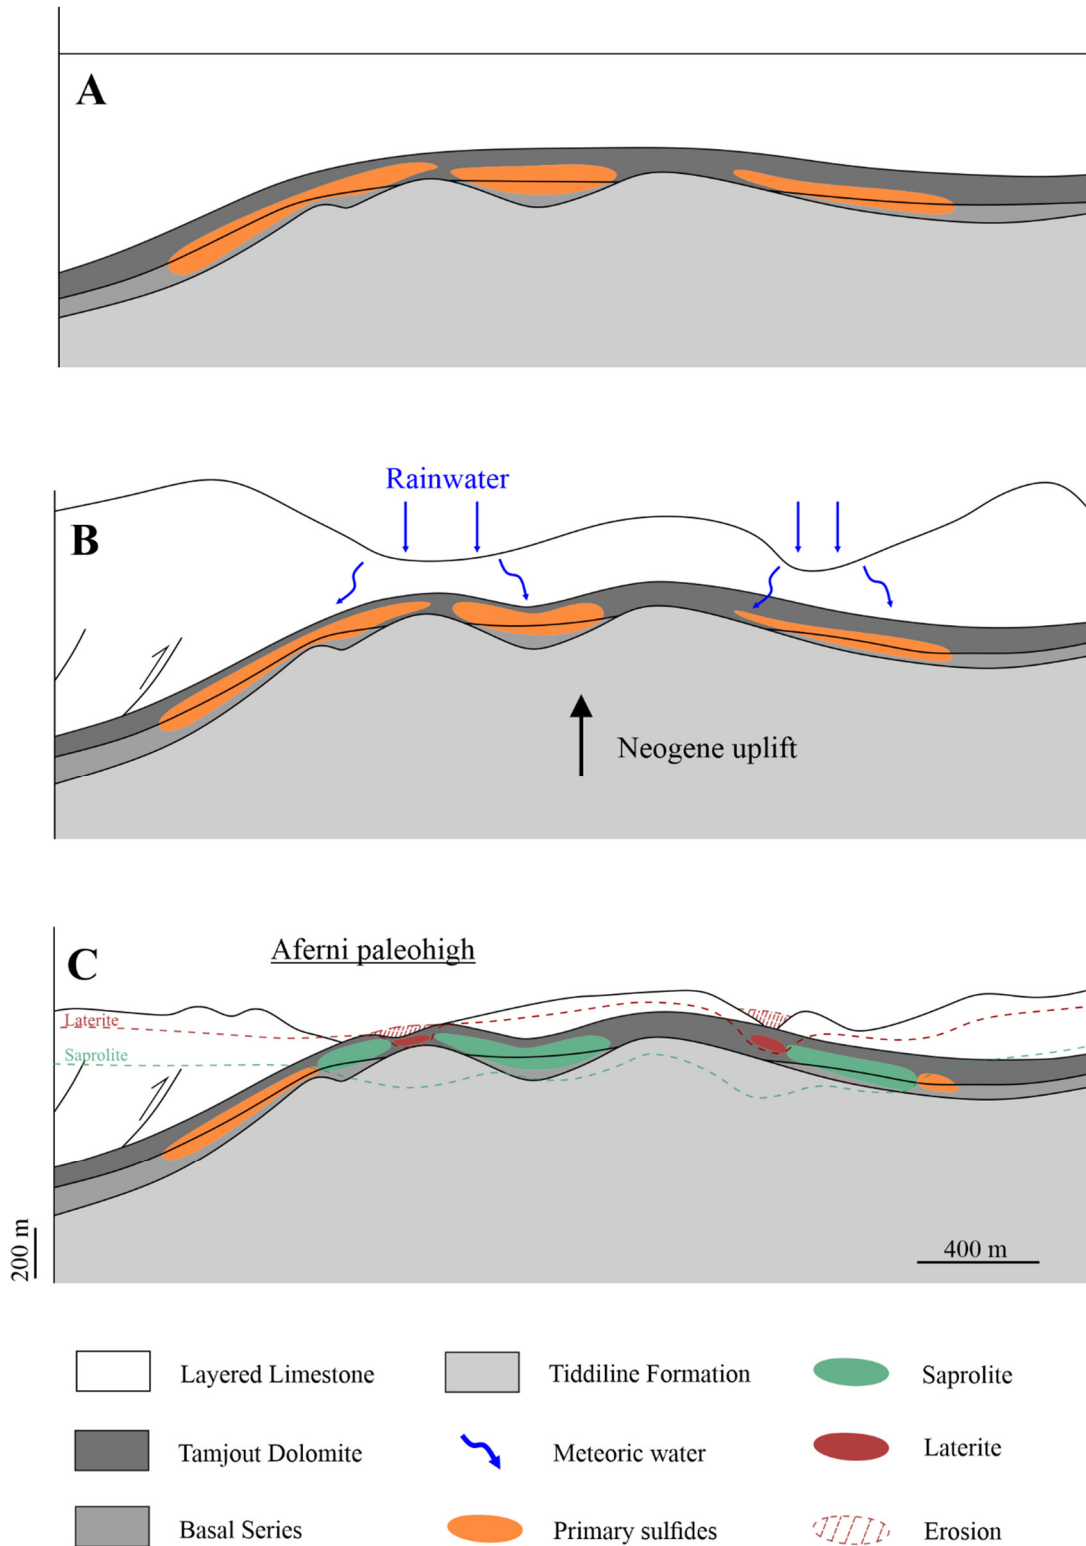 A
Rainwater
B
Neogene uplift
Aferni paleohigh
C
Laterite
Saprolite
200 m
400 m
Layered Limestone
Tiddiline Formation
Saprolite
Tamjout Dolomite
Meteoric water
Laterite
Basal Series
Primary sulfides
Erosion